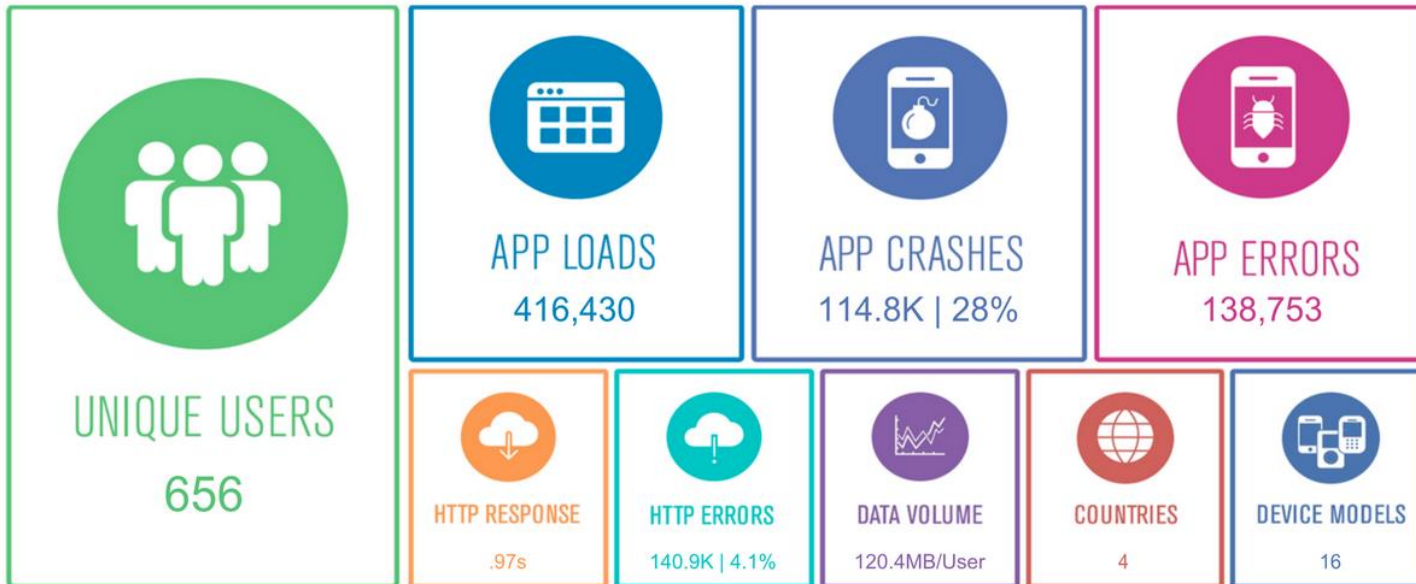 UNIQUE USERS
656
APP LOADS
416,430
APP CRASHES
114.8K | 28%
APP ERRORS
138,753
HTTP RESPONSE
.97s
HTTP ERRORS
140.9K | 4.1%
DATA VOLUME
120.4MB/User
COUNTRIES
4
DEVICE MODELS
16